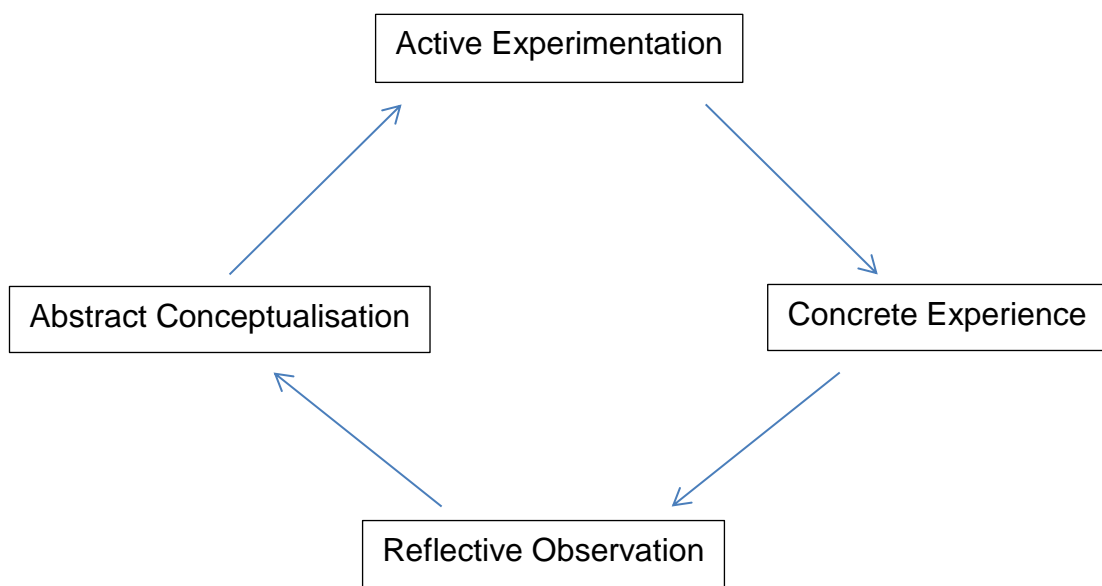 Active Experimentation
Abstract Conceptualisation
Concrete Experience
Reflective Observation